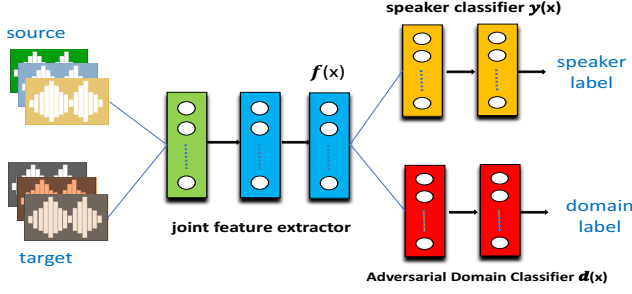 speaker classifier y(x)
source
speaker
label
f(x)
joint feature extractor
domain
label
target
Adversarial Domain Classifier d(x)